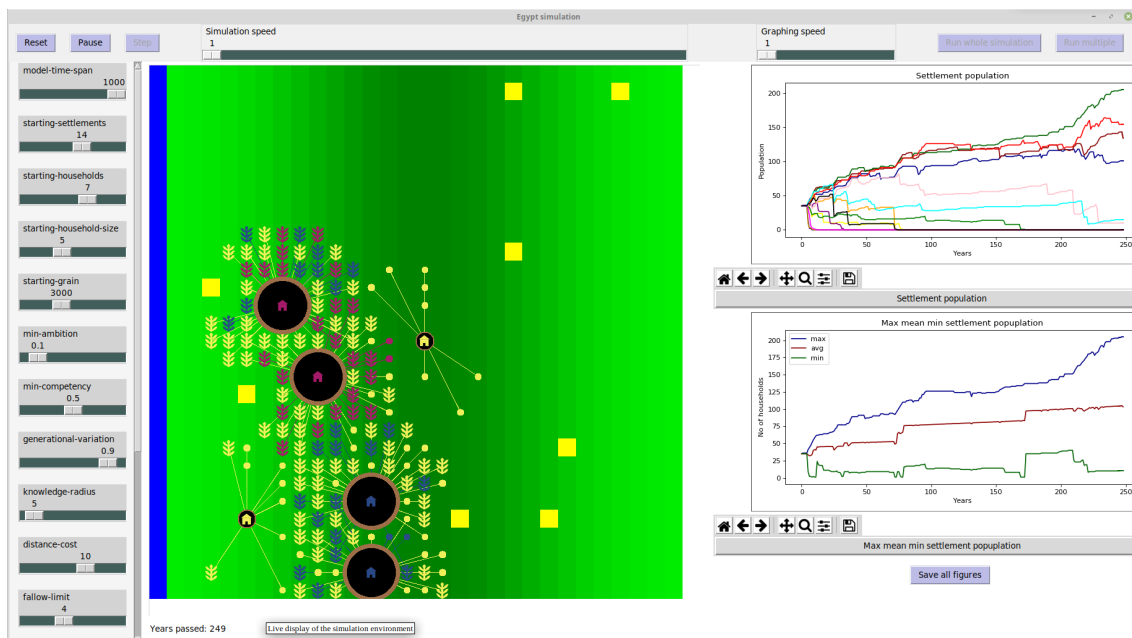 Egypt simulation
Reset
Pause
Step
Simulation speed
1
Graphing speed
1
Run whole simulation
Run multiple
model-time-span
1000
starting-settlements
14
starting-households
7
starting-household-size
5
starting-grain
3000
min-ambition
0.1
min-competency
0.5
generational-variation
0.9
knowledge-radius
5
distance-cost
10
fallow-limit
4
Years passed: 249
Live display of the simulation environment
Settlement population
Population
200
150
100
50
0
0 50 100 150 200 250
Years
Settlement population
Max mean min settlement popuplation
max
avg
min
No of households
200
175
150
125
100
75
50
25
0
0 50 100 150 200 250
Years
Max mean min settlement popuplation
Save all figures